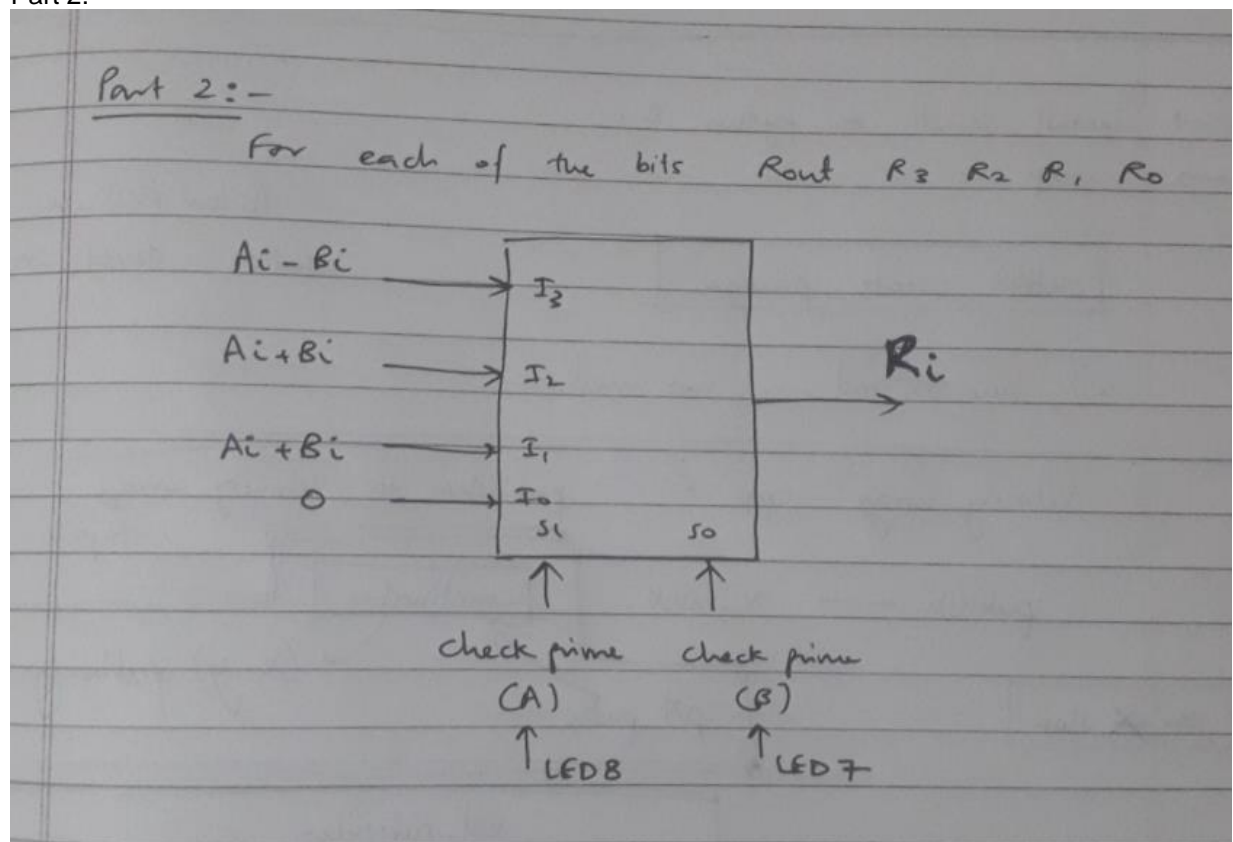 Part 2:
Part 2:-
For each of the bits Rout R3 R2 R1 R0
Ai - Bi
I3
Ai + Bi
I2
Ri
Ai + Bi
I1
0
I0
S1 S0
check prime check prime
(A) (B)
LED8 LED7